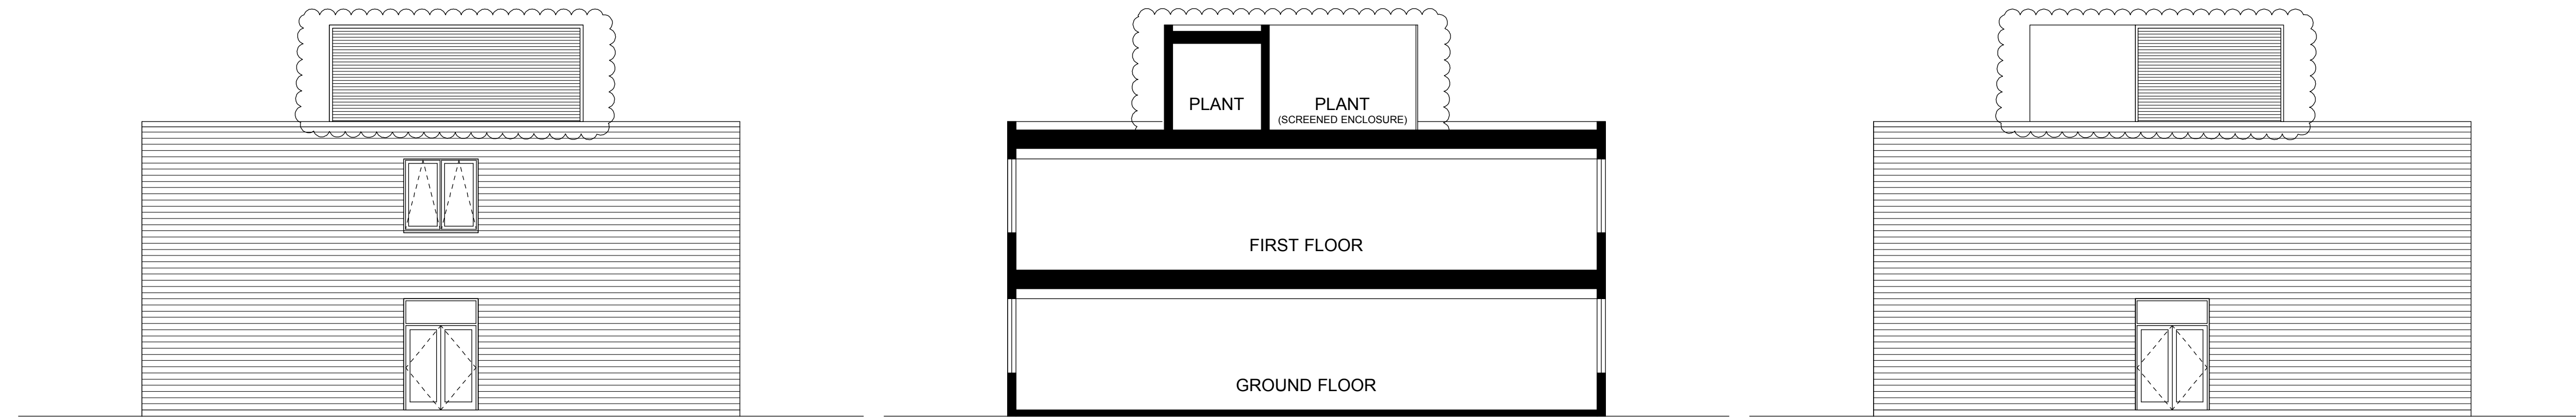 PLANT
PLANT
(SCREENED ENCLOSURE)
FIRST FLOOR
GROUND FLOOR